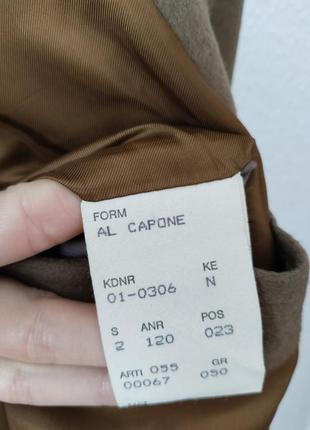 FORM
AL CAPONE
KDNR KE
01-0306 N
S ANR POS
2 120 023
ARTI 055 GR
00067 050